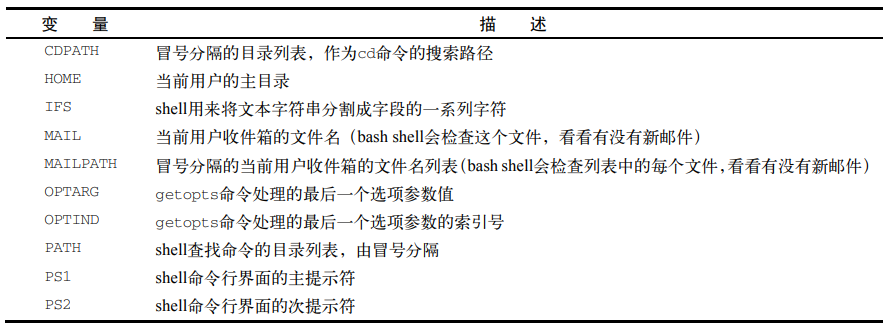 变 量 描 述
CDPATH 冒号分隔的目录列表，作为cd命令的搜索路径
HOME 当前用户的主目录
IFS shell用来将文本字符串分割成字段的一系列字符
MAIL 当前用户收件箱的文件名（bash shell会检查这个文件，看看有没有新邮件）
MAILPATH 冒号分隔的当前用户收件箱的文件名列表（bash shell会检查列表中的每个文件，看看有没有新邮件）
OPTARG getopts命令处理的最后一个选项参数值
OPTIND getopts命令处理的最后一个选项参数的索引号
PATH shell查找命令的目录列表，由冒号分隔
PS1 shell命令行界面的主提示符
PS2 shell命令行界面的次提示符